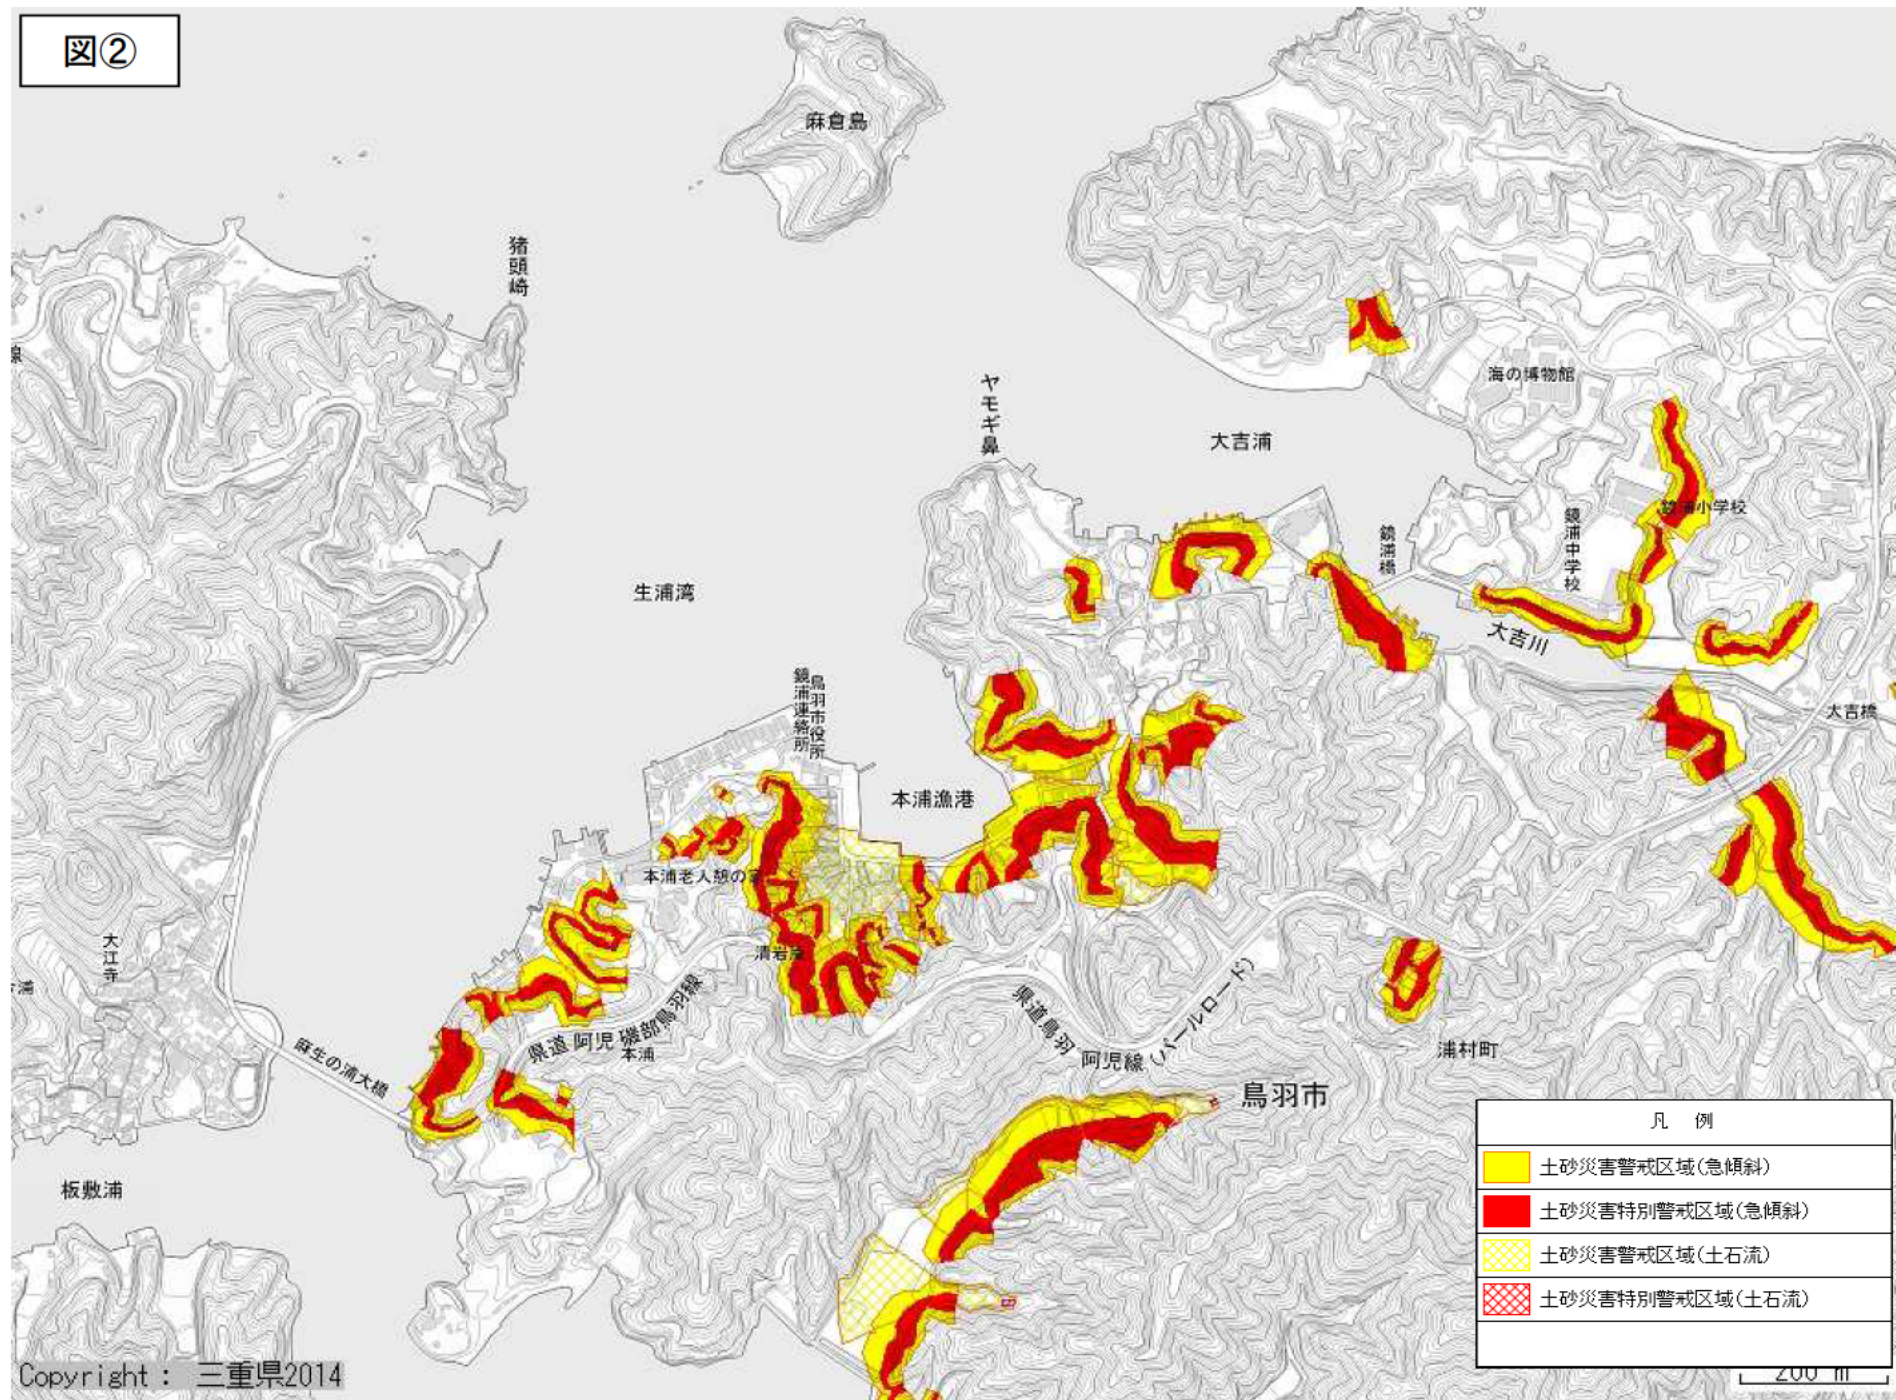 図②
麻倉島
猪頭崎
線
海の博物館
ヤモギ鼻
大吉浦
鏡浦小学校
鏡浦中学校
鏡浦橋
生浦湾
大吉川
鳥羽市役所
鏡浦連絡所
大吉橋
本浦漁港
本浦老人憩の家
大江寺
清岩庵
浦
県道 阿児 磯部鳥羽線
本浦
県道鳥羽 阿児線 (パールロード)
浦村町
麻生の浦大橋
鳥羽市
板敷浦
凡 例
土砂災害警戒区域(急傾斜)
土砂災害特別警戒区域(急傾斜)
土砂災害警戒区域(土石流)
土砂災害特別警戒区域(土石流)
200 m
Copyright : 三重県2014